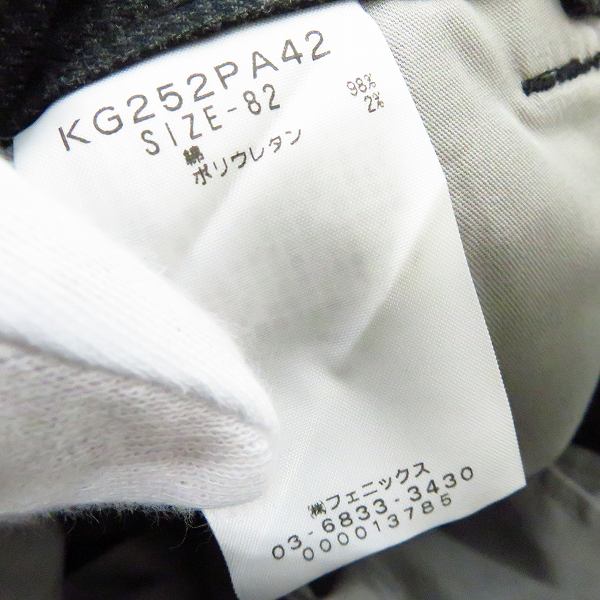 KG252PA42
SIZE-82
綿 98%
ポリウレタン 2%
㈱フェニックス
03-6833-3430
000013785